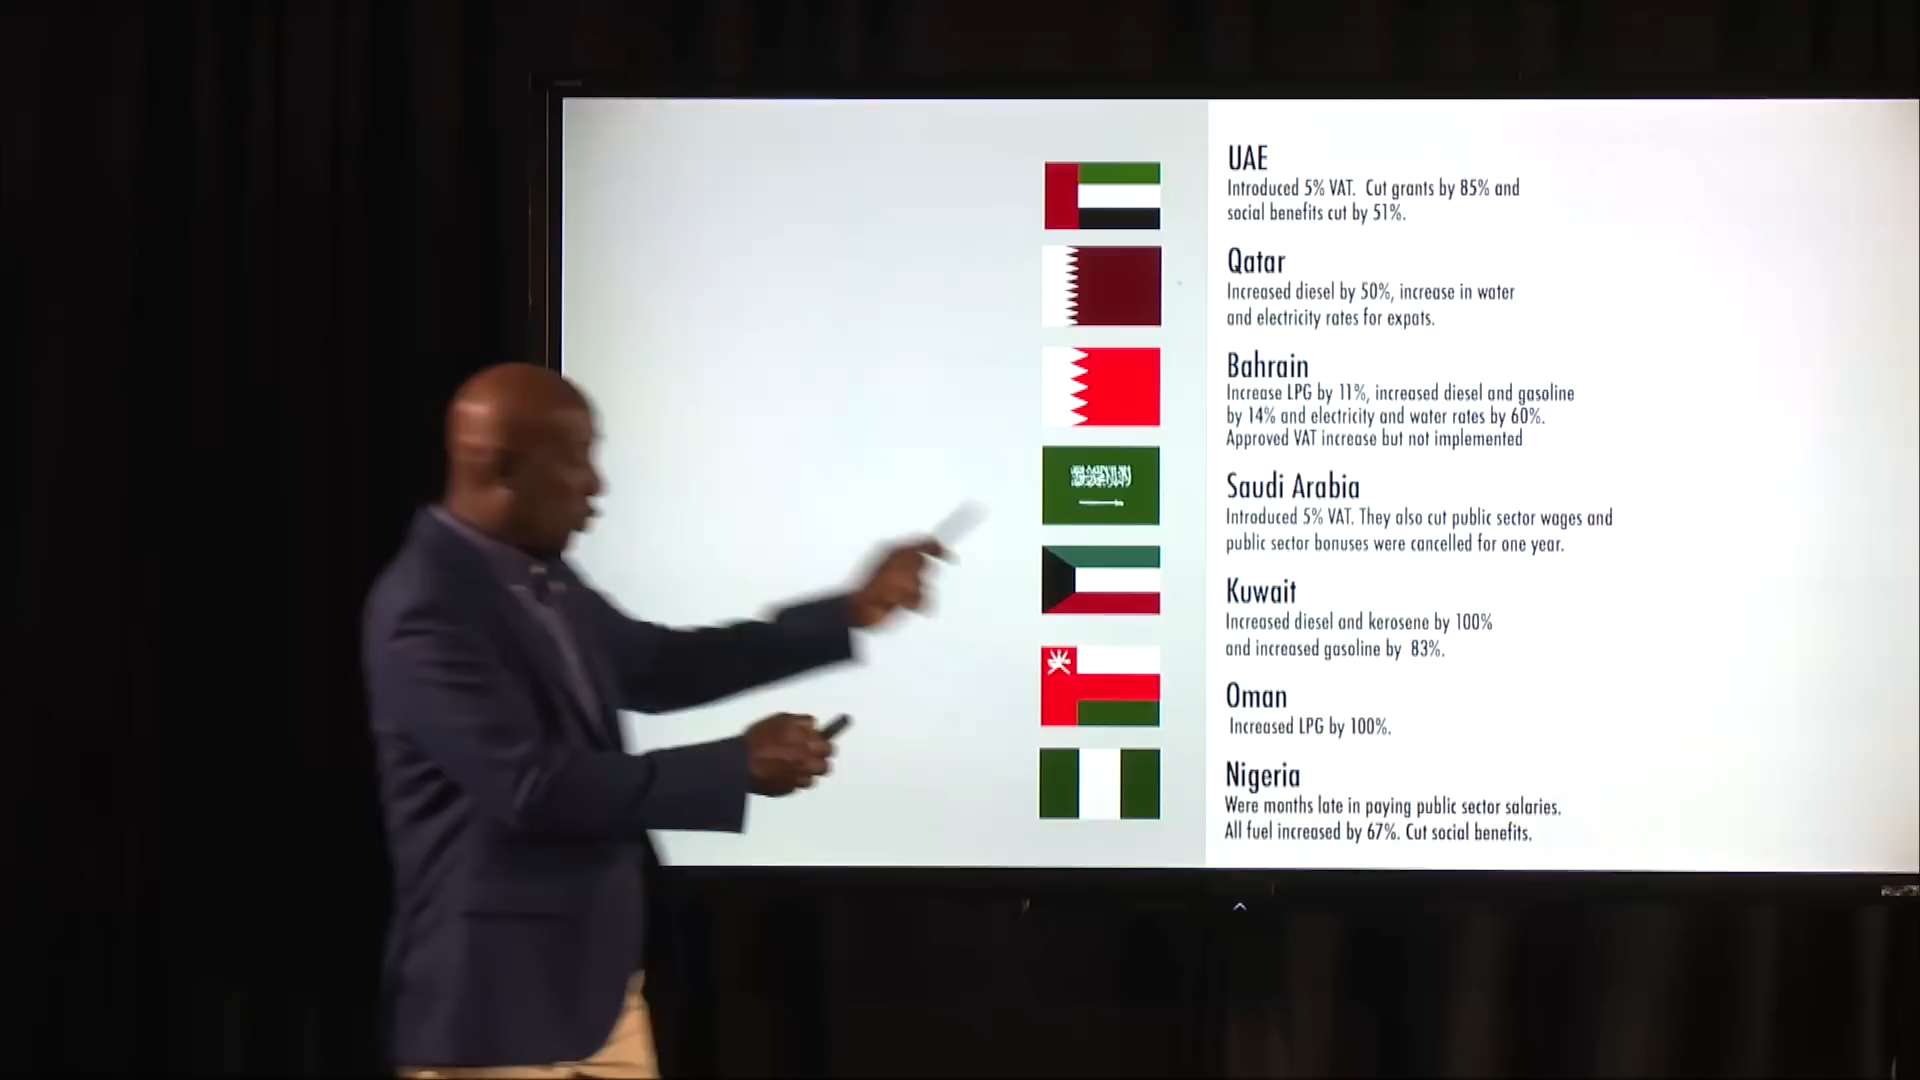 UAE
Introduced 5% VAT. Cut grants by 85% and
social benefits cut by 51%.
Qatar
Increased diesel by 50%, increase in water
and electricity rates for expats.
Bahrain
Increase LPG by 11%, increased diesel and gasoline
by 14% and electricity and water rates by 60%.
Approved VAT increase but not implemented
Saudi Arabia
Introduced 5% VAT. They also cut public sector wages and
public sector bonuses were cancelled for one year.
Kuwait
Increased diesel and kerosene by 100%
and increased gasoline by 83%.
Oman
Increased LPG by 100%.
Nigeria
Were months late in paying public sector salaries.
All fuel increased by 67%. Cut social benefits.